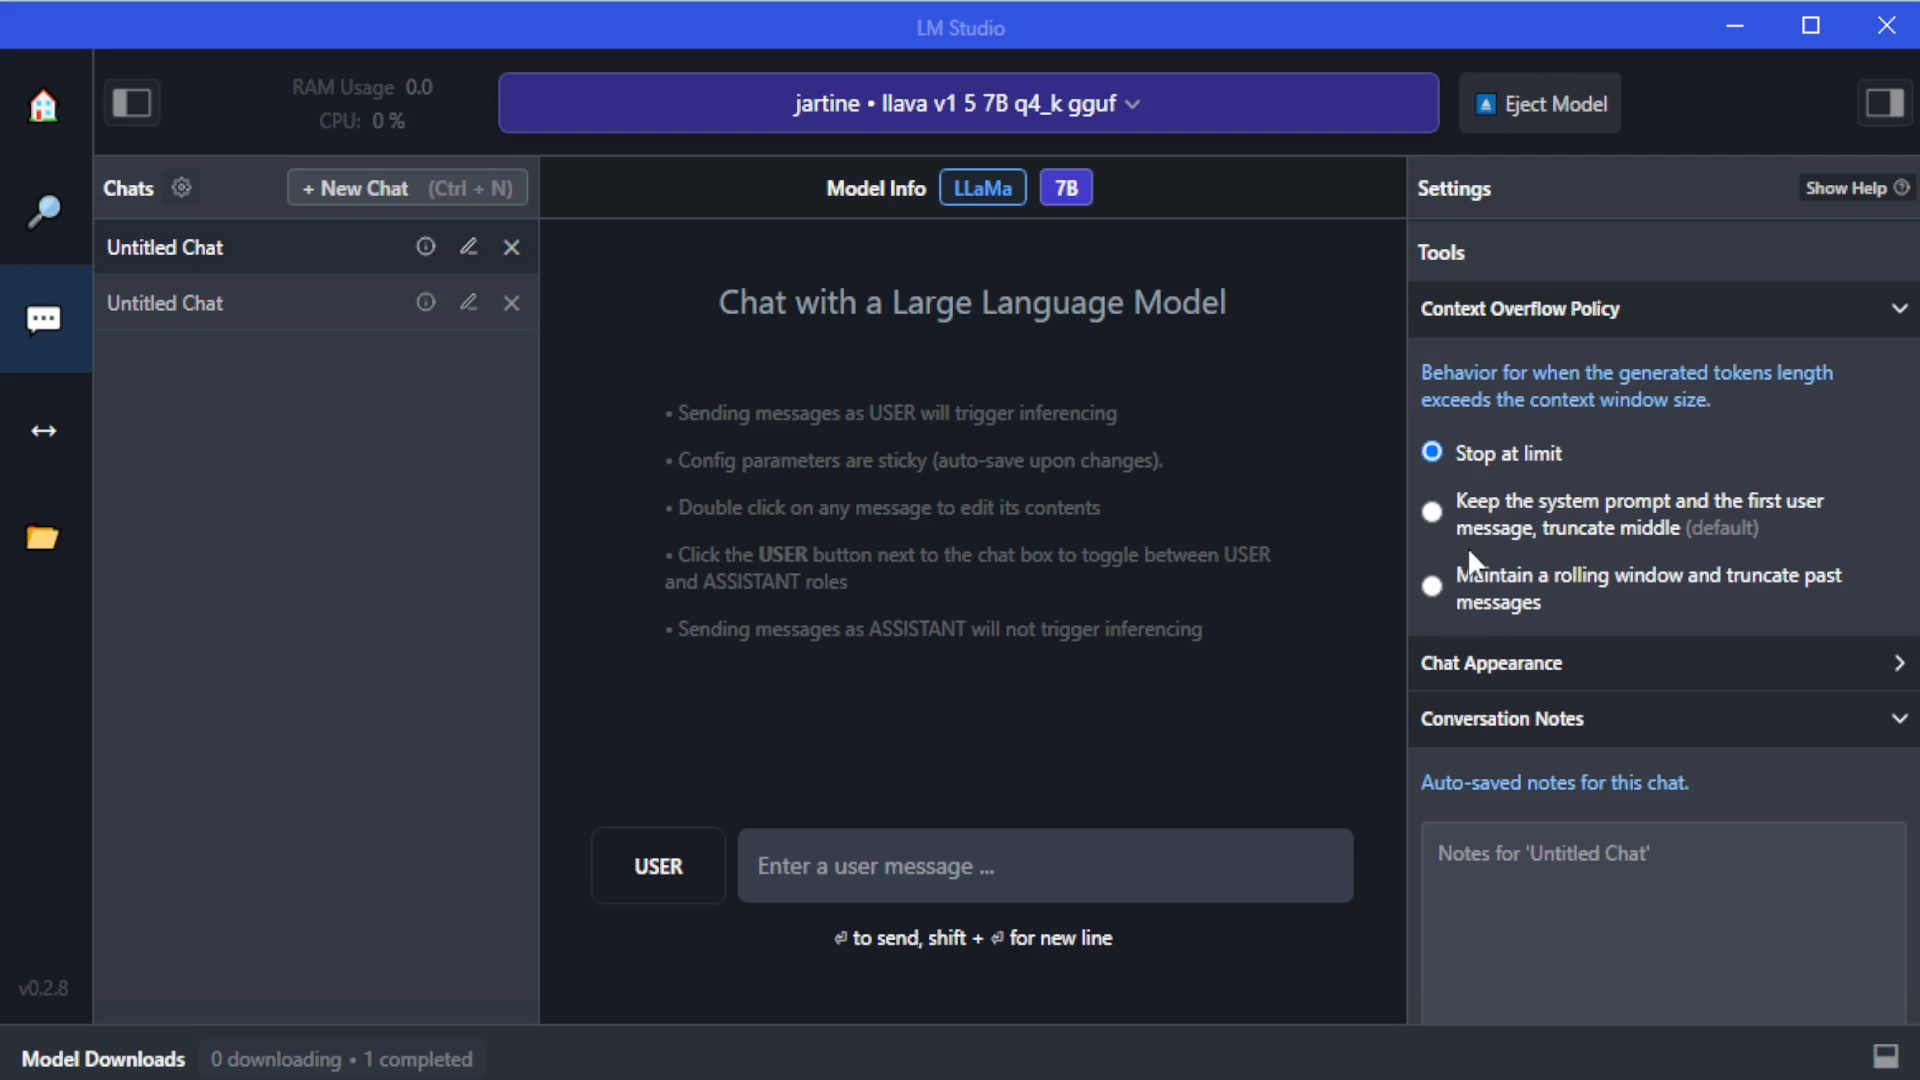 LM Studio
RAM Usage 0.0
CPU: 0 %
jartine • llava v1 5 7B q4_k gguf
Eject Model
Chats
+ New Chat (Ctrl + N)
Model Info LLaMa 7B
Settings
Show Help
Untitled Chat
Untitled Chat
Chat with a Large Language Model
• Sending messages as USER will trigger inferencing
• Config parameters are sticky (auto-save upon changes).
• Double click on any message to edit its contents
• Click the USER button next to the chat box to toggle between USER
and ASSISTANT roles
• Sending messages as ASSISTANT will not trigger inferencing
USER
Enter a user message ...
⏎ to send, shift + ⏎ for new line
Tools
Context Overflow Policy
Behavior for when the generated tokens length
exceeds the context window size.
Stop at limit
Keep the system prompt and the first user
message, truncate middle (default)
Maintain a rolling window and truncate past
messages
Chat Appearance
Conversation Notes
Auto-saved notes for this chat.
Notes for 'Untitled Chat'
v0.2.8
Model Downloads 0 downloading • 1 completed